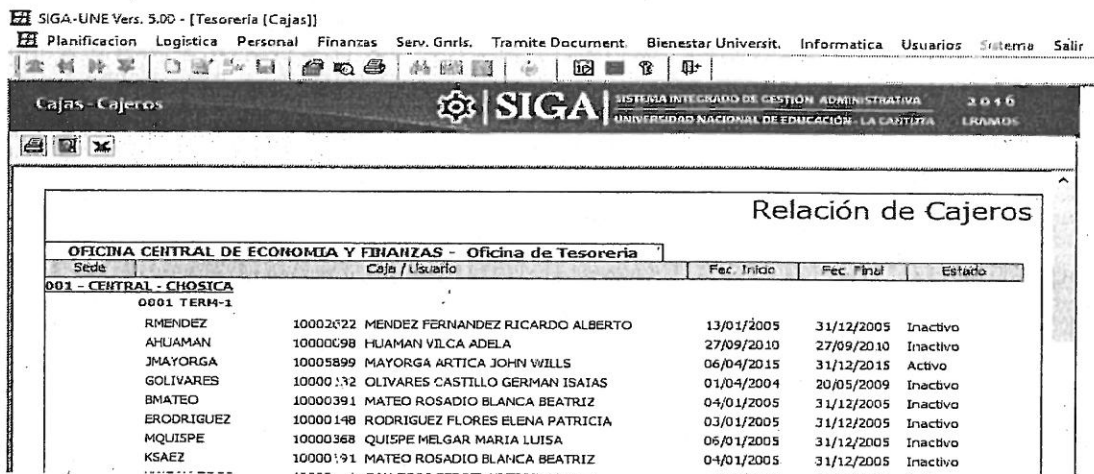 SIGA-UNE Vers. 5.00 - [Tesoreria (Cajas)]
Planificacion Logistica Personal Finanzas Serv. Gnrls. Tramite Document. Bienestar Universit. Informatica Usuarios Sistema Salir
Cajas - Cajeros
SIGA SISTEMA INTEGRADO DE GESTIÓN ADMINISTRATIVA 2016
UNIVERSIDAD NACIONAL DE EDUCACIÓN - LA CANTUTA LRAMOS
Relación de Cajeros
OFICINA CENTRAL DE ECONOMIA Y FINANZAS - Oficina de Tesoreria
Sede Caja / Usuario Fec. Inicio Fec. Final Estado
001 - CENTRAL - CHOSICA
0001 TERM-1
RMENDEZ MENDEZ FERNANDEZ RICARDO ALBERTO 13/01/2005 31/12/2005 Inactivo
AHUAMAN HUAMAN VILCA ADELA 27/09/2010 27/09/2010 Inactivo
JMAYORGA 10005899 MAYORGA ARTICA JOHN WILLS 06/04/2015 31/12/2015 Activo
GOLIVARES OLIVARES CASTILLO GERMAN ISAIAS 01/04/2004 20/05/2009 Inactivo
BMATEO 10000391 MATEO ROSADIO BLANCA BEATRIZ 04/01/2005 31/12/2005 Inactivo
ERODRIGUEZ 10000148 RODRIGUEZ FLORES ELENA PATRICIA 03/01/2005 31/12/2005 Inactivo
MQUISPE 10000368 QUISPE MELGAR MARIA LUISA 06/01/2005 31/12/2005 Inactivo
KSAEZ MATEO ROSADIO BLANCA BEATRIZ 04/01/2005 31/12/2005 Inactivo